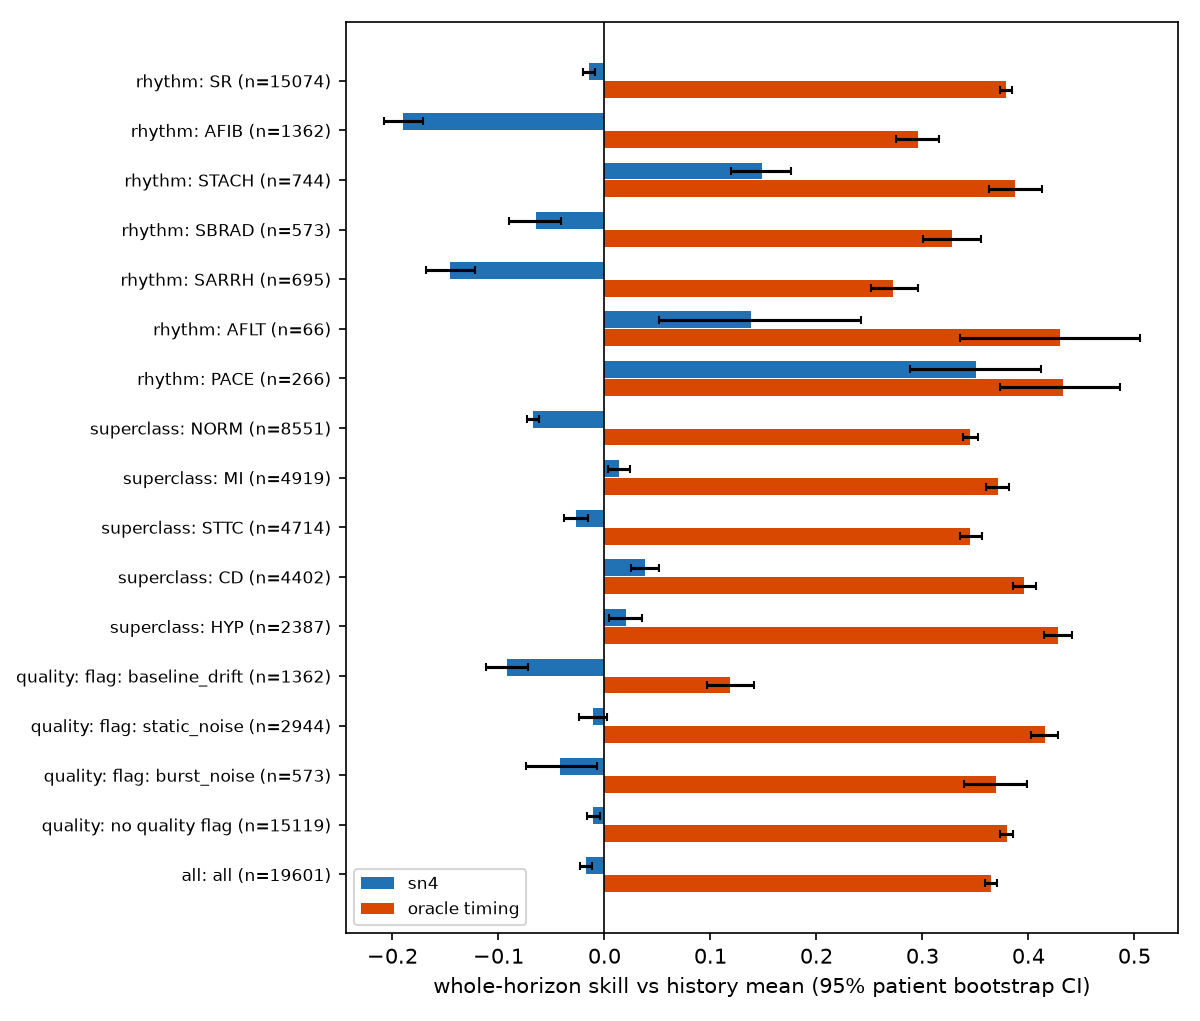 rhythm: SR (n=15074)
rhythm: AFIB (n=1362)
rhythm: STACH (n=744)
rhythm: SBRAD (n=573)
rhythm: SARRH (n=695)
rhythm: AFLT (n=66)
rhythm: PACE (n=266)
superclass: NORM (n=8551)
superclass: MI (n=4919)
superclass: STTC (n=4714)
superclass: CD (n=4402)
superclass: HYP (n=2387)
quality: flag: baseline_drift (n=1362)
quality: flag: static_noise (n=2944)
quality: flag: burst_noise (n=573)
quality: no quality flag (n=15119)
all: all (n=19601)
sn4
oracle timing
−0.2 −0.1 0.0 0.1 0.2 0.3 0.4 0.5
whole-horizon skill vs history mean (95% patient bootstrap CI)